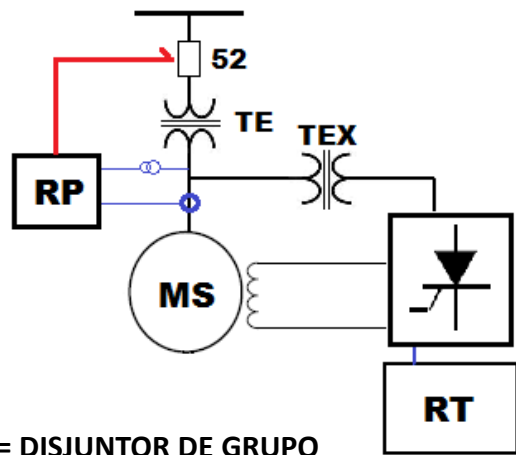 52
TE
TEX
RP
MS
RT
= DISJUNTOR DE GRUPO